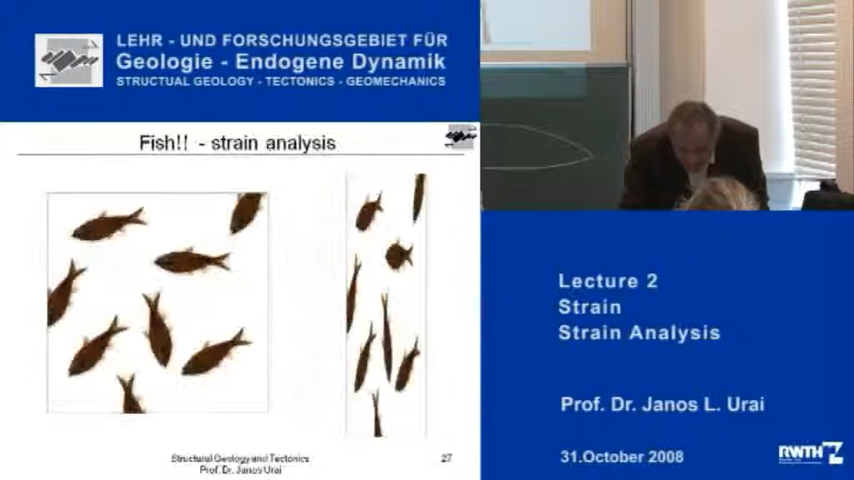 LEHR - UND FORSCHUNGSGEBIET FÜR
Geologie - Endogene Dynamik
STRUCTUAL GEOLOGY - TECTONICS - GEOMECHANICS
Fish!! - strain analysis
Structural Geology and Tectonics
Prof. Dr. Janos Urai
27
Lecture 2
Strain
Strain Analysis
Prof. Dr. Janos L. Urai
31.October 2008
RWTH